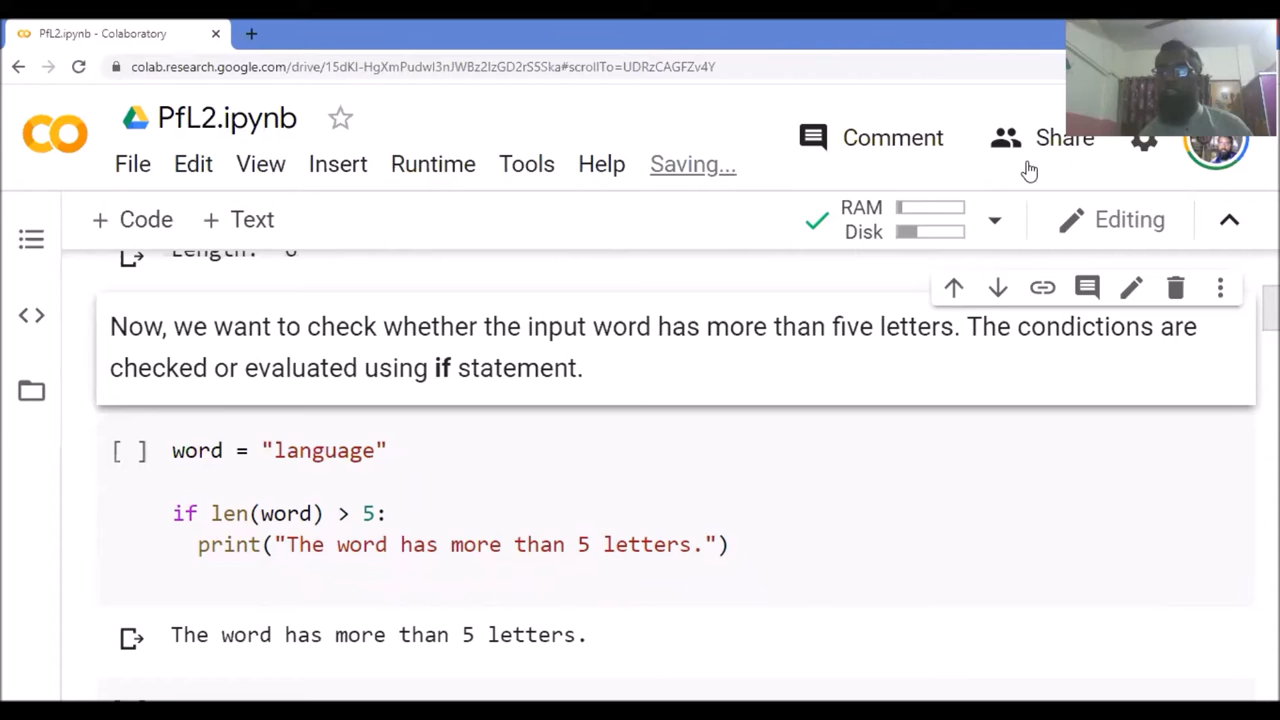 PfL2.ipynb - Colaboratory
colab.research.google.com/drive/15dKI-HgXmPudwI3nJWBz2IzGD2rS5Ska#scrollTo=UDRzCAGFZv4Y
PfL2.ipynb
Comment
Share
File Edit View Insert Runtime Tools Help Saving...
+ Code + Text
RAM
Disk
Editing
Length: 8
Now, we want to check whether the input word has more than five letters. The condictions are
checked or evaluated using if statement.
[ ] word = "language"
if len(word) > 5:
print("The word has more than 5 letters.")
The word has more than 5 letters.